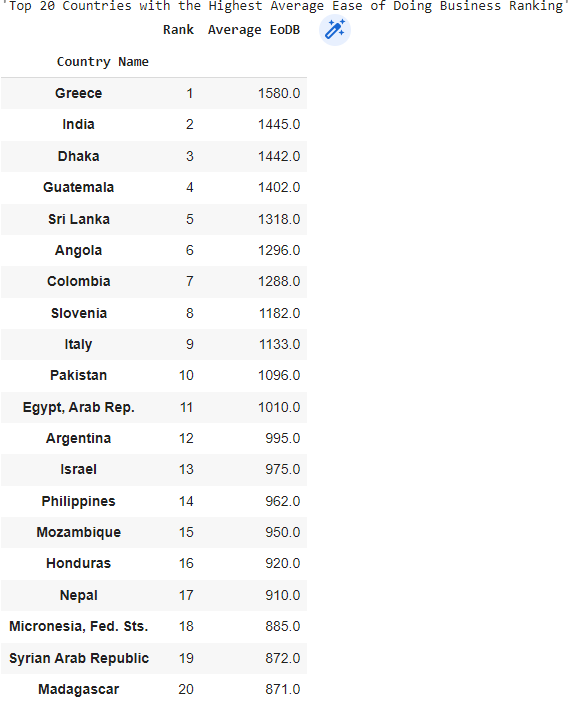 'Top 20 Countries with the Highest Average Ease of Doing Business Ranking'
Rank Average EoDB
Country Name
Greece 1 1580.0
India 2 1445.0
Dhaka 3 1442.0
Guatemala 4 1402.0
Sri Lanka 5 1318.0
Angola 6 1296.0
Colombia 7 1288.0
Slovenia 8 1182.0
Italy 9 1133.0
Pakistan 10 1096.0
Egypt, Arab Rep. 11 1010.0
Argentina 12 995.0
Israel 13 975.0
Philippines 14 962.0
Mozambique 15 950.0
Honduras 16 920.0
Nepal 17 910.0
Micronesia, Fed. Sts. 18 885.0
Syrian Arab Republic 19 872.0
Madagascar 20 871.0